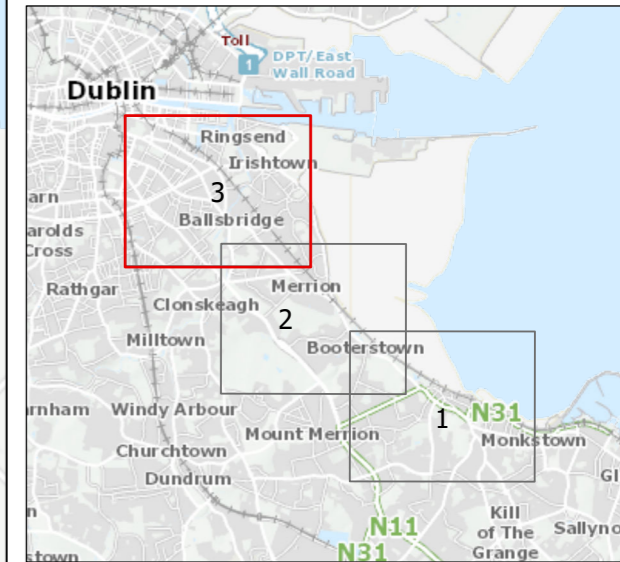 Toll
1
DPT/East
Wall Road
Dublin
Ringsend
Irishtown
3
arn
Ballsbridge
arolds
Cross
Rathgar
Merrion
Clonskeagh
2
Milltown
Booterstown
rnham
Windy Arbour
1
N31
Mount Merrion
Monkstown
Churchtown
Dundrum
Gl
n
Kill
of The
Grange
Sallyno
N11
N31
stown